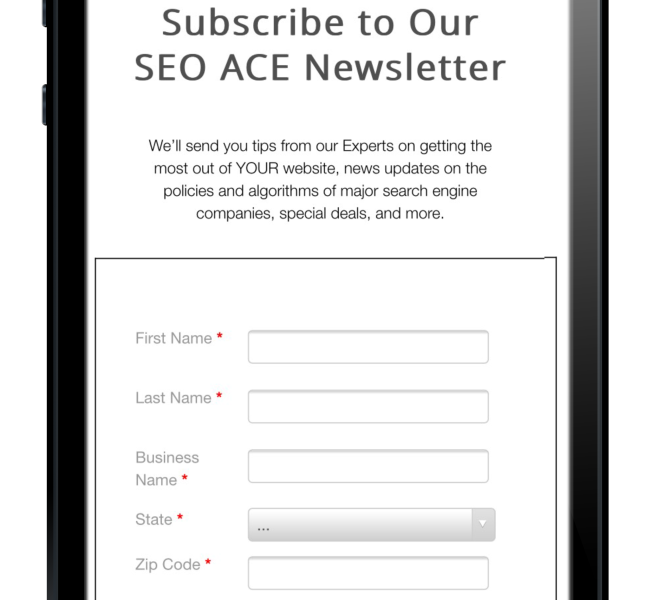 Subscribe to Our
SEO ACE Newsletter
We'll send you tips from our Experts on getting the
most out of YOUR website, news updates on the
policies and algorithms of major search engine
companies, special deals, and more.
First Name *
Last Name *
Business
Name *
State *
...
Zip Code *